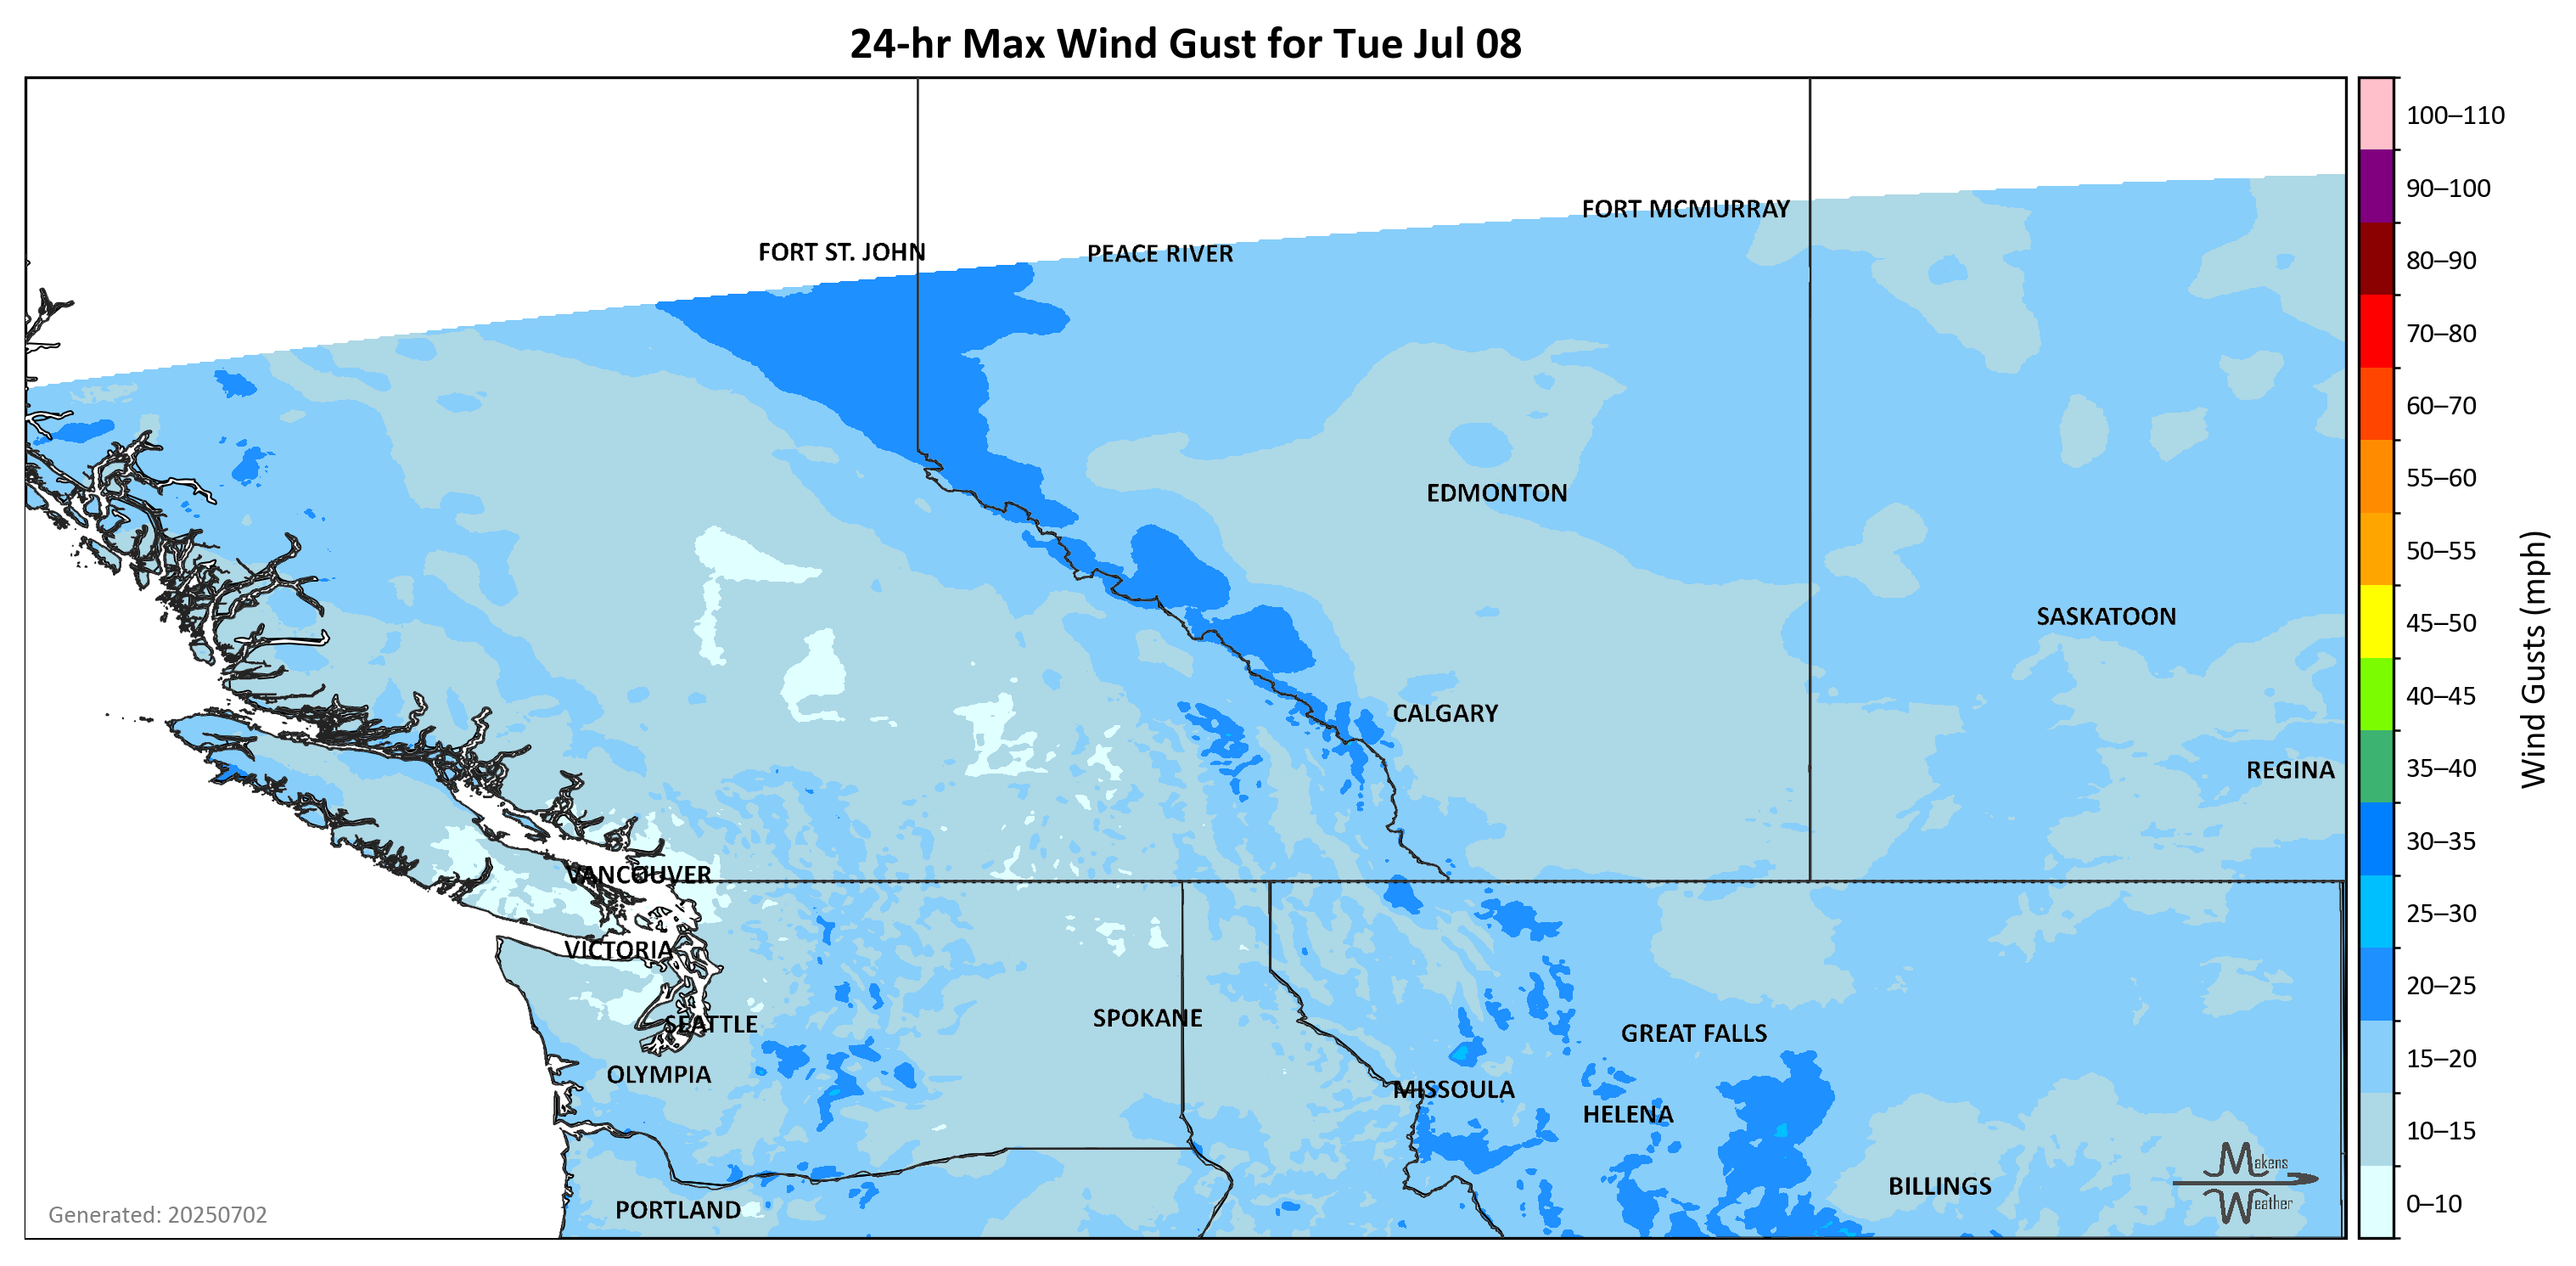 24-hr Max Wind Gust for Tue Jul 08
100–110
90–100
80–90
70–80
60–70
55–60
50–55
45–50
40–45
35–40
30–35
25–30
20–25
15–20
10–15
0–10
Wind Gusts (mph)
FORT MCMURRAY
FORT ST. JOHN
PEACE RIVER
EDMONTON
SASKATOON
CALGARY
REGINA
VANCOUVER
VICTORIA
SEATTLE
SPOKANE
GREAT FALLS
OLYMPIA
MISSOULA
HELENA
BILLINGS
PORTLAND
Makens
Weather
Generated: 20250702